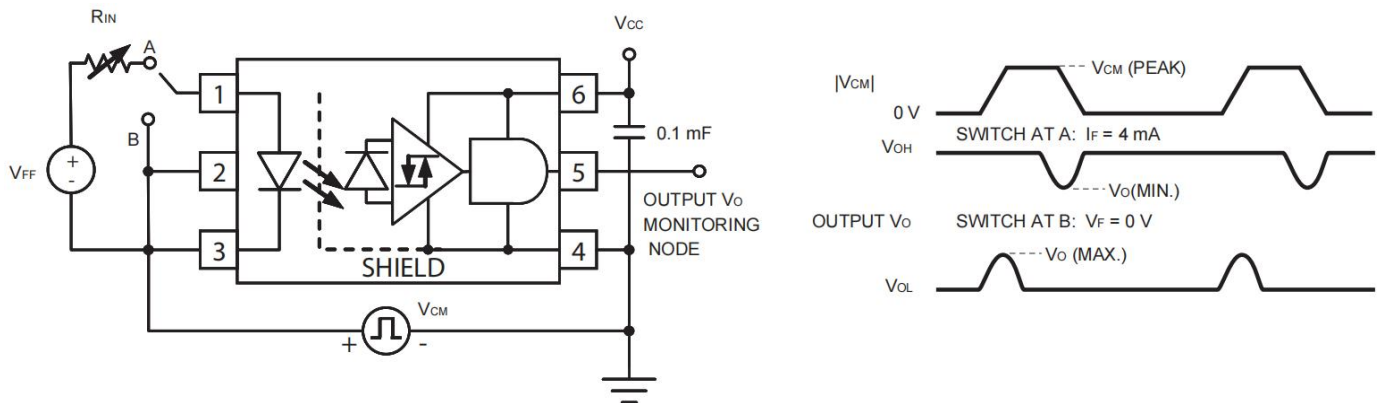 RIN
A
B
VFF
+
-
1
2
3
6
5
4
SHIELD
VCC
0.1 mF
OUTPUT VO
MONITORING
NODE
VCM
+
-
|VCM|
VCM (PEAK)
0 V
SWITCH AT A: IF = 4 mA
VOH
VO(MIN.)
OUTPUT VO
SWITCH AT B: VF = 0 V
VO (MAX.)
VOL